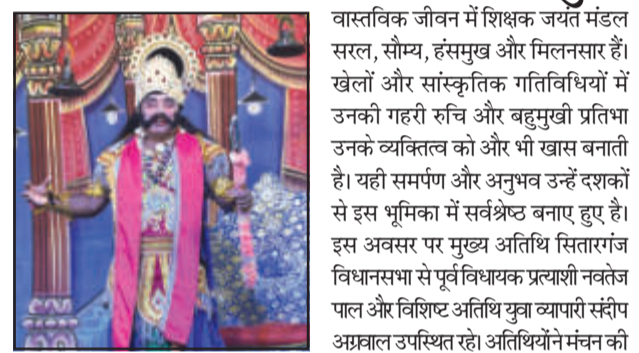 वास्तविक जीवन में शिक्षक जयंत मंडल
सरल, सौम्य, हंसमुख और मिलनसार हैं।
खेलों और सांस्कृतिक गतिविधियों में
उनकी गहरी रुचि और बहुमुखी प्रतिभा
उनके व्यक्तित्व को और भी खास बनाती
है। यही समर्पण और अनुभव उन्हें दशकों
से इस भूमिका में सर्वश्रेष्ठ बनाए हुए है।
इस अवसर पर मुख्य अतिथि सितारगंज
विधानसभा से पूर्व विधायक प्रत्याशी नवतेज
पाल और विशिष्ट अतिथि युवा व्यापारी संदीप
अग्रवाल उपस्थित रहे। अतिथियों ने मंचन की